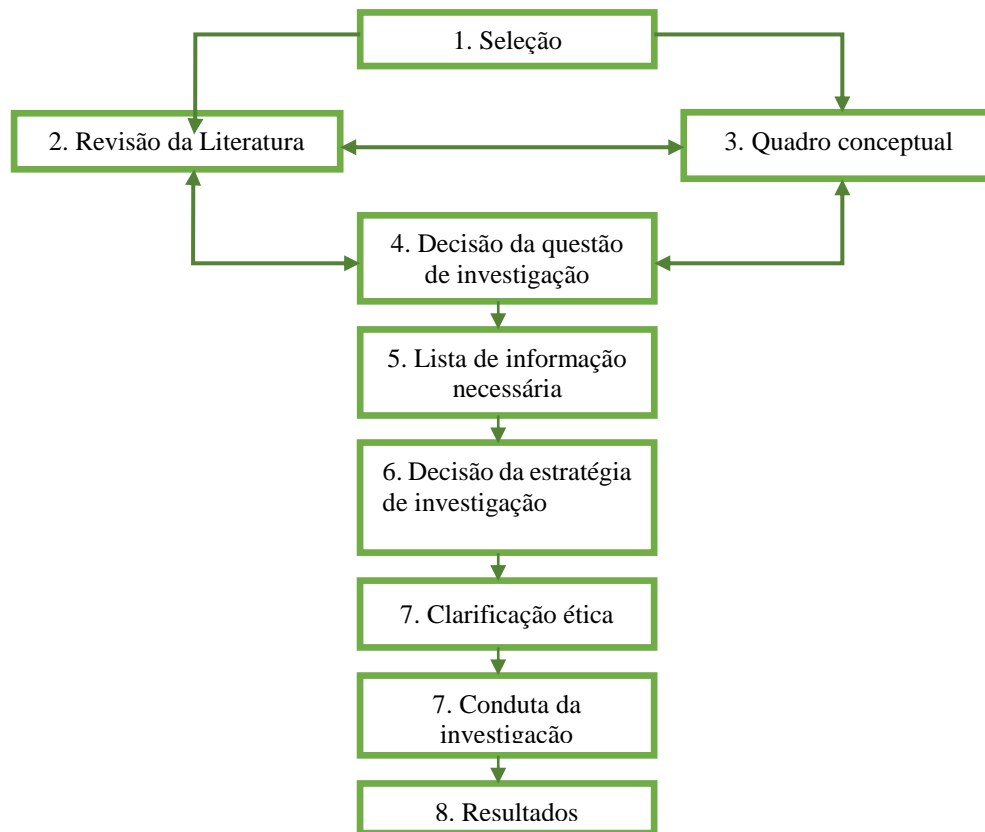 1. Seleção
2. Revisão da Literatura
3. Quadro conceptual
4. Decisão da questão
de investigação
5. Lista de informação
necessária
6. Decisão da estratégia
de investigação
7. Clarificação ética
7. Conduta da
investigação
8. Resultados